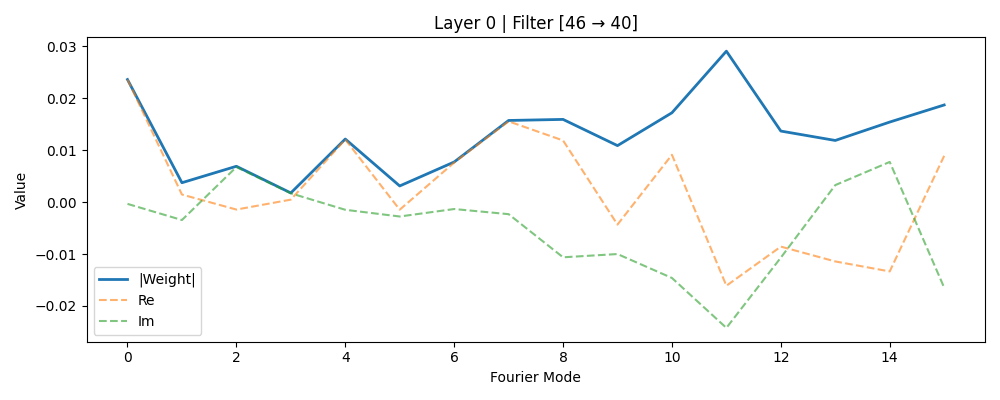 Layer 0 | Filter [46 → 40]
0.03
0.02
0.01
0.00
−0.01
−0.02
Value
|Weight|
Re
Im
0 2 4 6 8 10 12 14
Fourier Mode